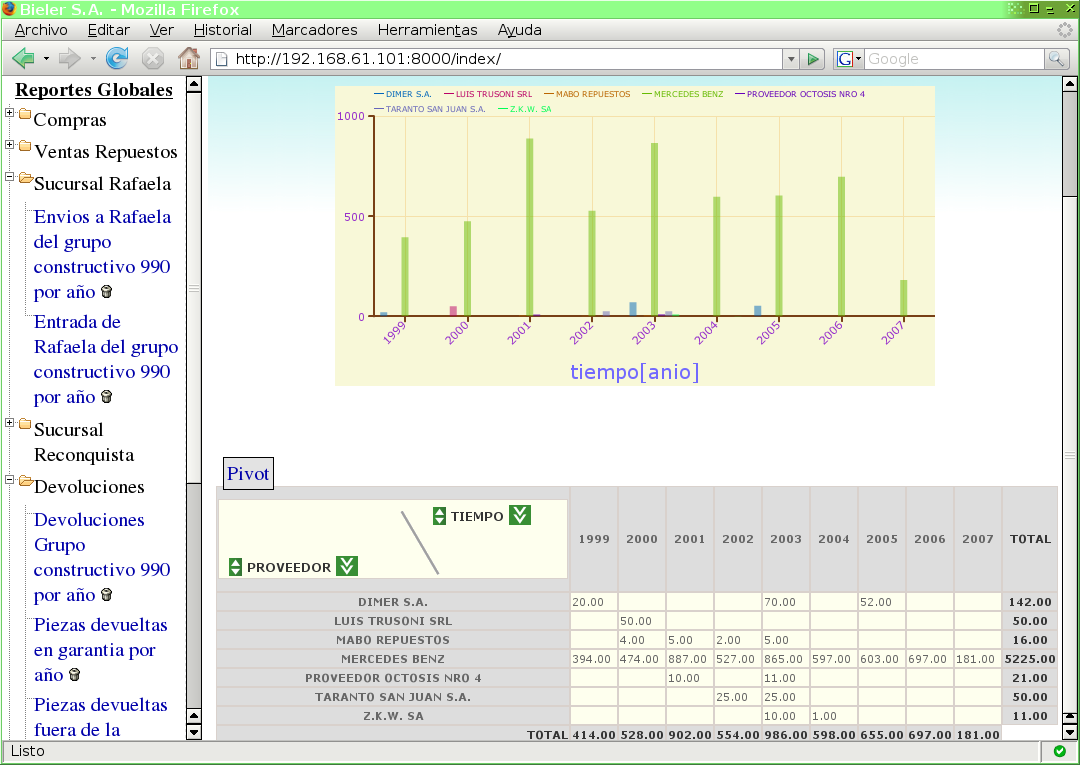 Bieler S.A. - Mozilla Firefox
Archivo Editar Ver Historial Marcadores Herramientas Ayuda
http://192.168.61.101:8000/index/
G Google
Reportes Globales
Compras
Ventas Repuestos
Sucursal Rafaela
Envios a Rafaela
del grupo
constructivo 990
por año
Entrada de
Rafaela del grupo
constructivo 990
por año
Sucursal
Reconquista
Devoluciones
Devoluciones
Grupo
constructivo 990
por año
Piezas devueltas
en garantia por
año
Piezas devueltas
fuera de la
DIMER S.A. LUIS TRUSONI SRL MABO REPUESTOS MERCEDES BENZ PROVEEDOR OCTOSIS NRO 4
TARANTO SAN JUAN S.A. Z.K.W. SA
1000
500
0
1999 2000 2001 2002 2003 2004 2005 2006 2007
tiempo[anio]
Pivot
TIEMPO
PROVEEDOR
1999 2000 2001 2002 2003 2004 2005 2006 2007 TOTAL
DIMER S.A. 20.00 70.00 52.00 142.00
LUIS TRUSONI SRL 50.00 50.00
MABO REPUESTOS 4.00 5.00 2.00 5.00 16.00
MERCEDES BENZ 394.00 474.00 887.00 527.00 865.00 597.00 603.00 697.00 181.00 5225.00
PROVEEDOR OCTOSIS NRO 4 10.00 11.00 21.00
TARANTO SAN JUAN S.A. 25.00 25.00 50.00
Z.K.W. SA 10.00 1.00 11.00
TOTAL 414.00 528.00 902.00 554.00 986.00 598.00 655.00 697.00 181.00
Listo